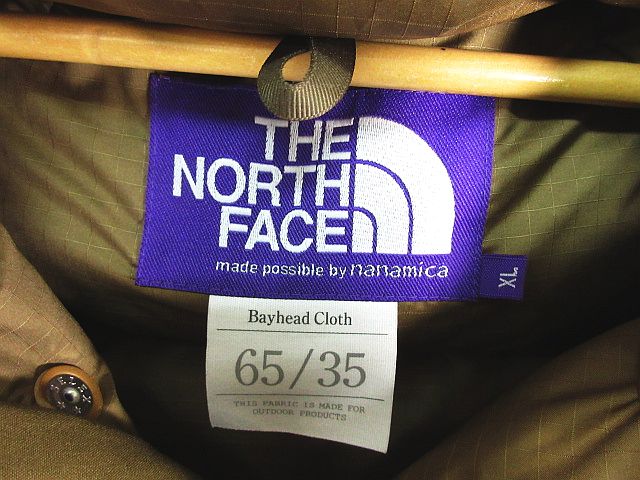 THE
NORTH
FACE
made possible by nanamica
XL
Bayhead Cloth
65/35
THIS FABRIC IS MADE FOR
OUTDOOR PRODUCTS